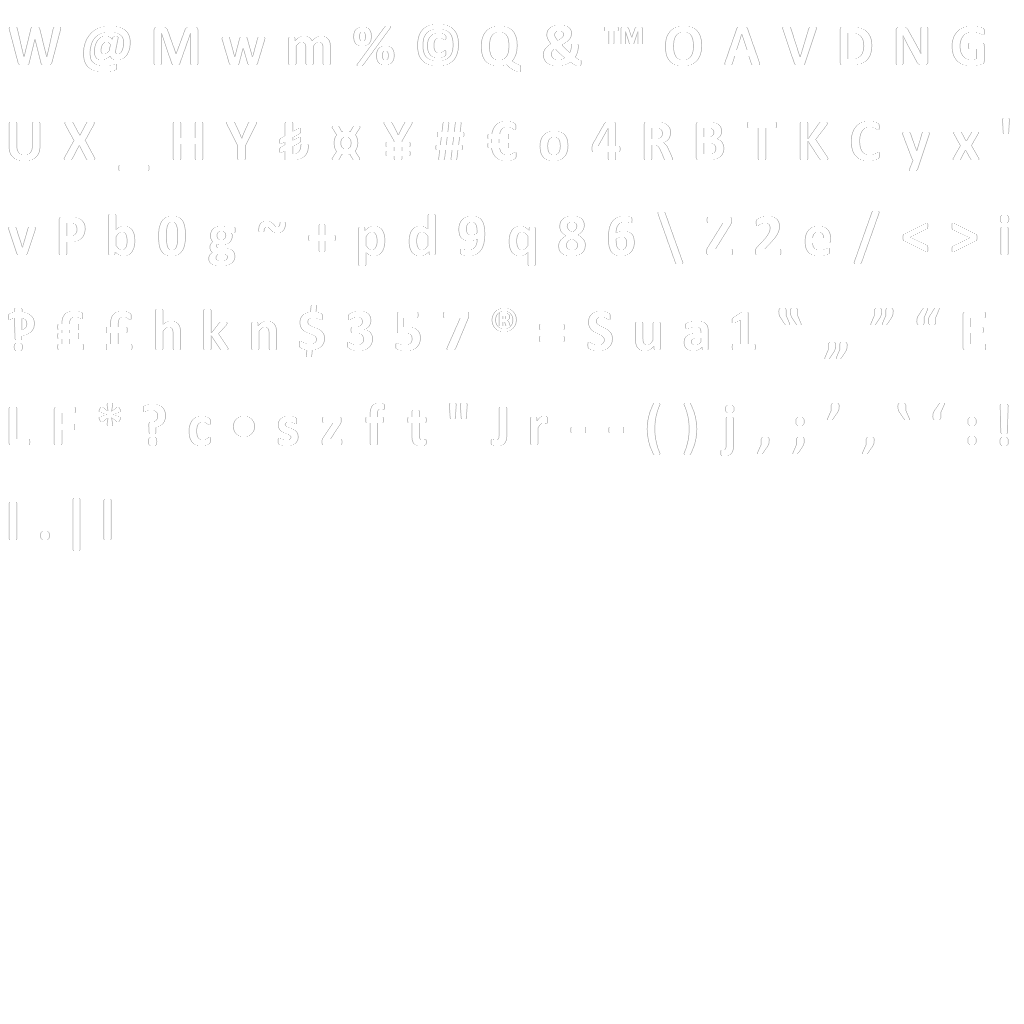 W @ M w m % © Q & ™ O A V D N G
U X _ H Y ₺ ¤ ¥ # € o 4 R B T K C y x '
v P b 0 g ~ + p d 9 q 8 6 \ Z 2 e / < > i
₽ ₤ £ h k n $ 3 5 7 ® = S u a 1 ‟ „ ” “ E
L F * ? c • s z f t " J r - - ( ) j , ; ’ , ‛ ‘ : !
I . | l